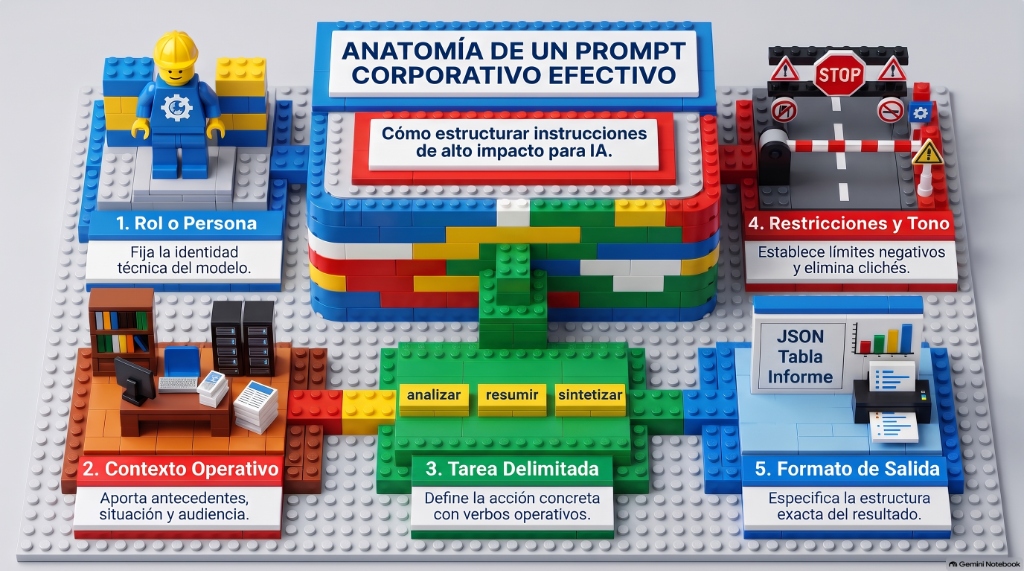 ANATOMÍA DE UN PROMPT
CORPORATIVO EFECTIVO
Cómo estructurar instrucciones
de alto impacto para IA.
1. Rol o Persona
Fija la identidad
técnica del modelo.
2. Contexto Operativo
Aporta antecedentes,
situación y audiencia.
analizar
resumir
sintetizar
3. Tarea Delimitada
Define la acción concreta
con verbos operativos.
STOP
4. Restricciones y Tono
Establece límites negativos
y elimina clichés.
JSON
Tabla
Informe
5. Formato de Salida
Especifica la estructura
exacta del resultado.
Gemini Notebook